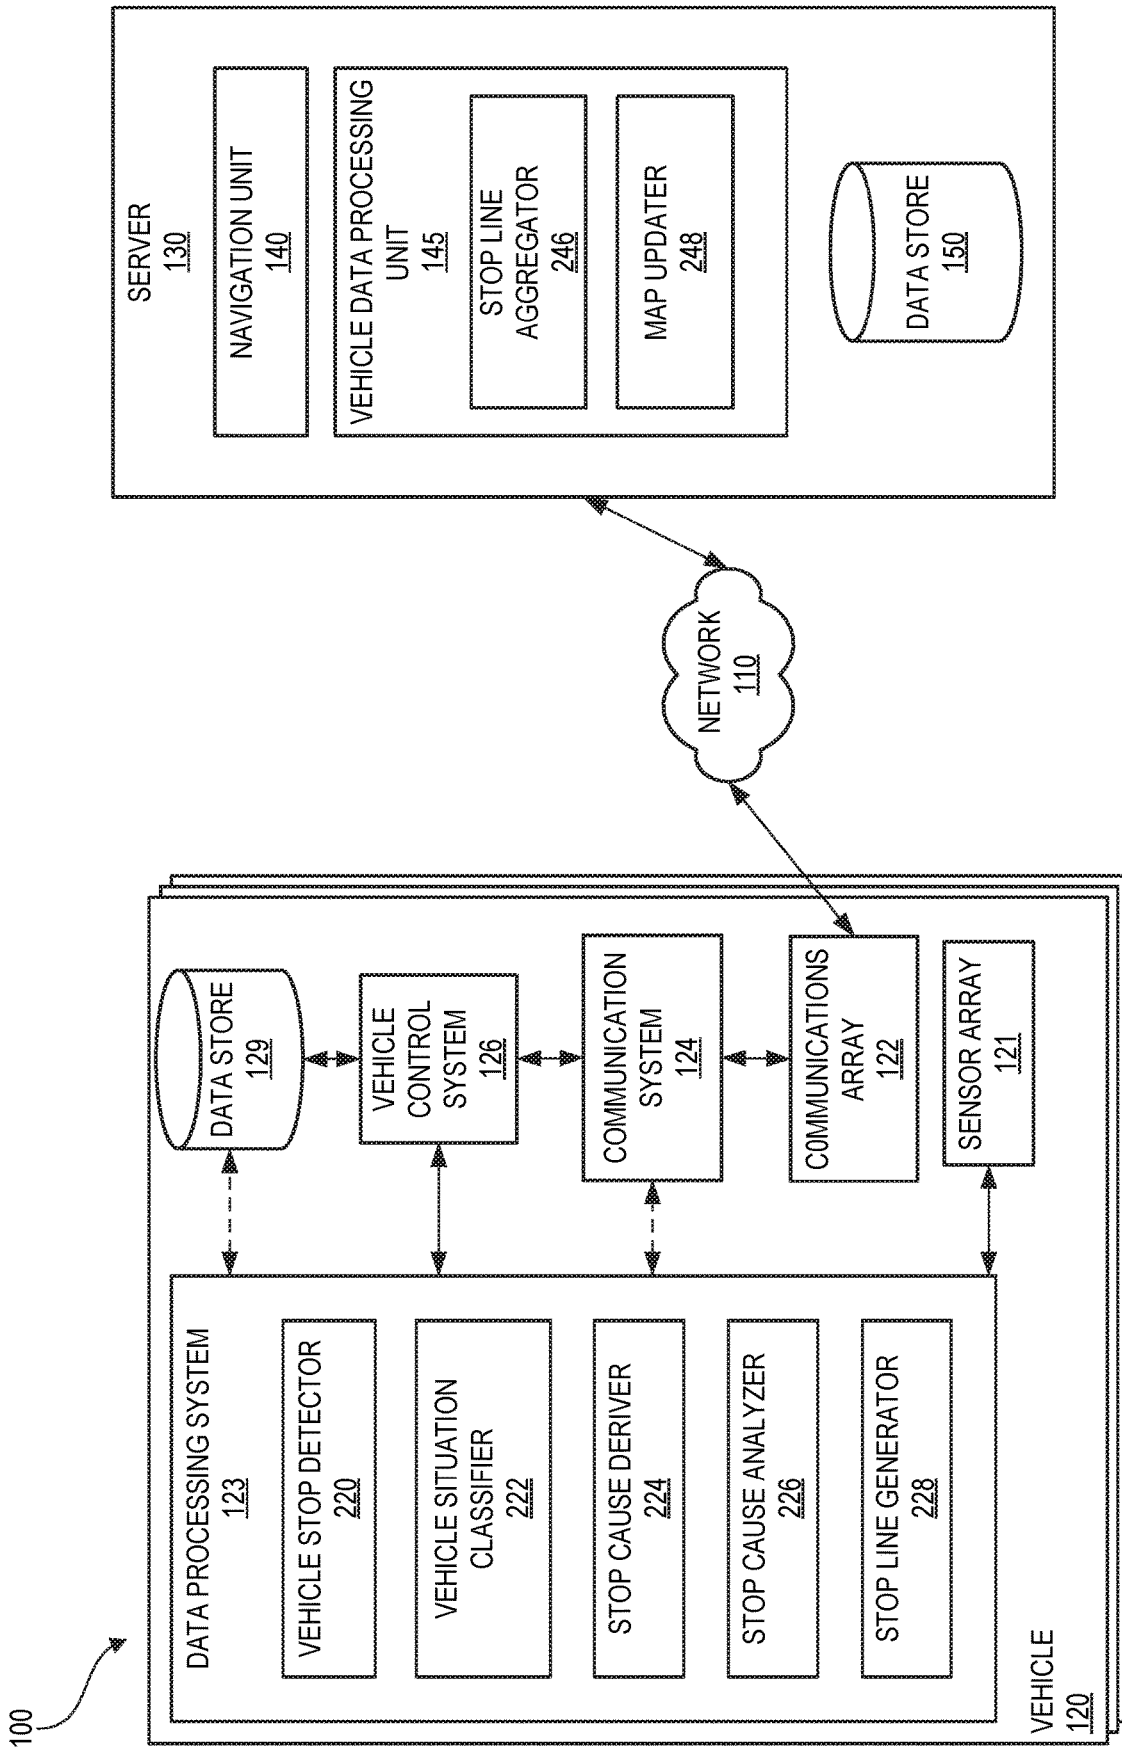 100
DATA PROCESSING SYSTEM
123
VEHICLE STOP DETECTOR
220
VEHICLE SITUATION
CLASSIFIER
222
STOP CAUSE DERIVER
224
STOP CAUSE ANALYZER
226
STOP LINE GENERATOR
228
VEHICLE
120
DATA STORE
129
VEHICLE
CONTROL
SYSTEM
126
COMMUNICATION
SYSTEM
124
COMMUNICATIONS
ARRAY
122
SENSOR ARRAY
121
NETWORK
110
SERVER
130
NAVIGATION UNIT
140
VEHICLE DATA PROCESSING
UNIT
145
STOP LINE
AGGREGATOR
246
MAP UPDATER
248
DATA STORE
150